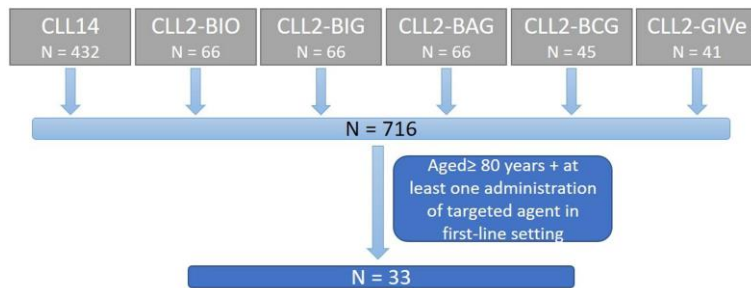 CLL14 CLL2-BIO CLL2-BIG CLL2-BAG CLL2-BCG CLL2-GIVe
N = 432 N = 66 N = 66 N = 66 N = 45 N = 41
N = 716
Aged≥ 80 years + at
least one administration
of targeted agent in
first-line setting
N = 33